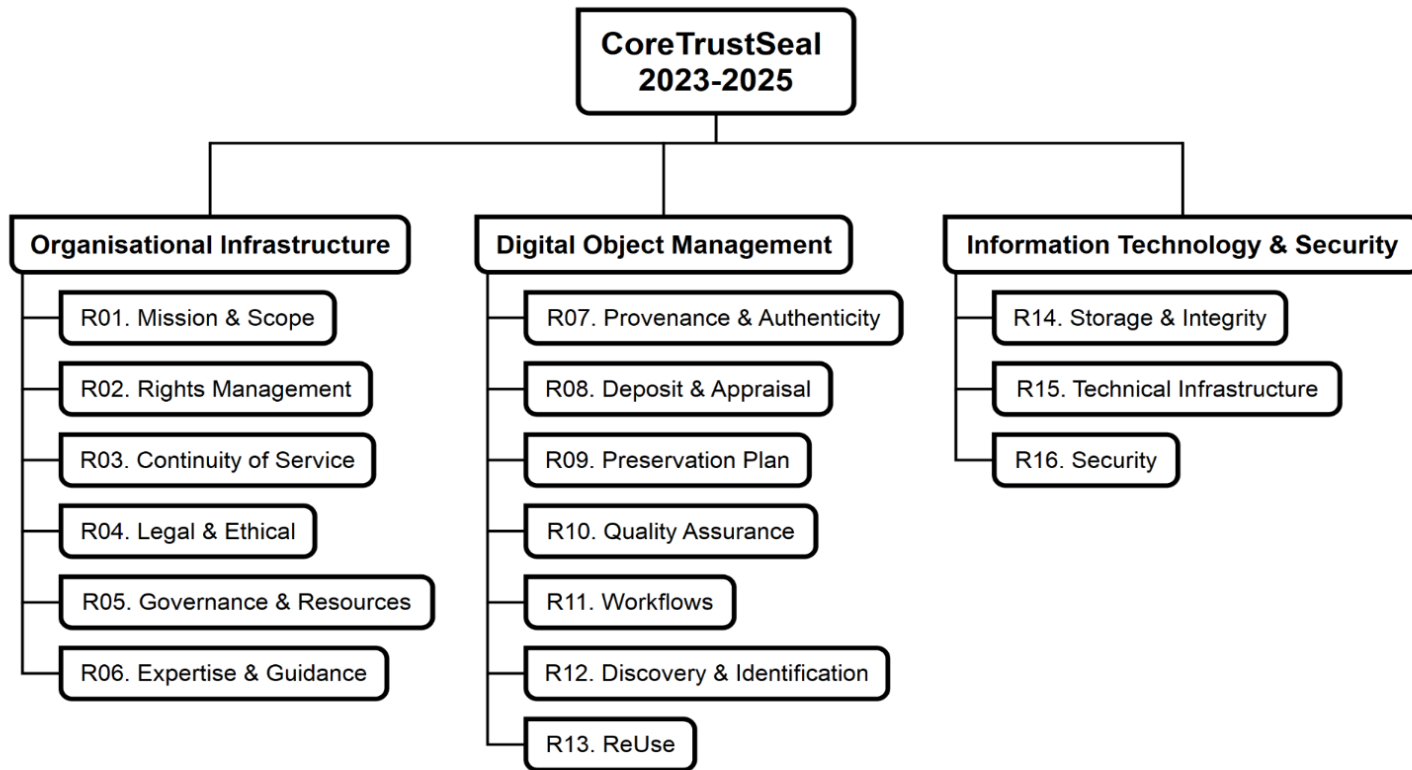 CoreTrustSeal
2023-2025
Organisational Infrastructure
R01. Mission & Scope
R02. Rights Management
R03. Continuity of Service
R04. Legal & Ethical
R05. Governance & Resources
R06. Expertise & Guidance
Digital Object Management
R07. Provenance & Authenticity
R08. Deposit & Appraisal
R09. Preservation Plan
R10. Quality Assurance
R11. Workflows
R12. Discovery & Identification
R13. ReUse
Information Technology & Security
R14. Storage & Integrity
R15. Technical Infrastructure
R16. Security